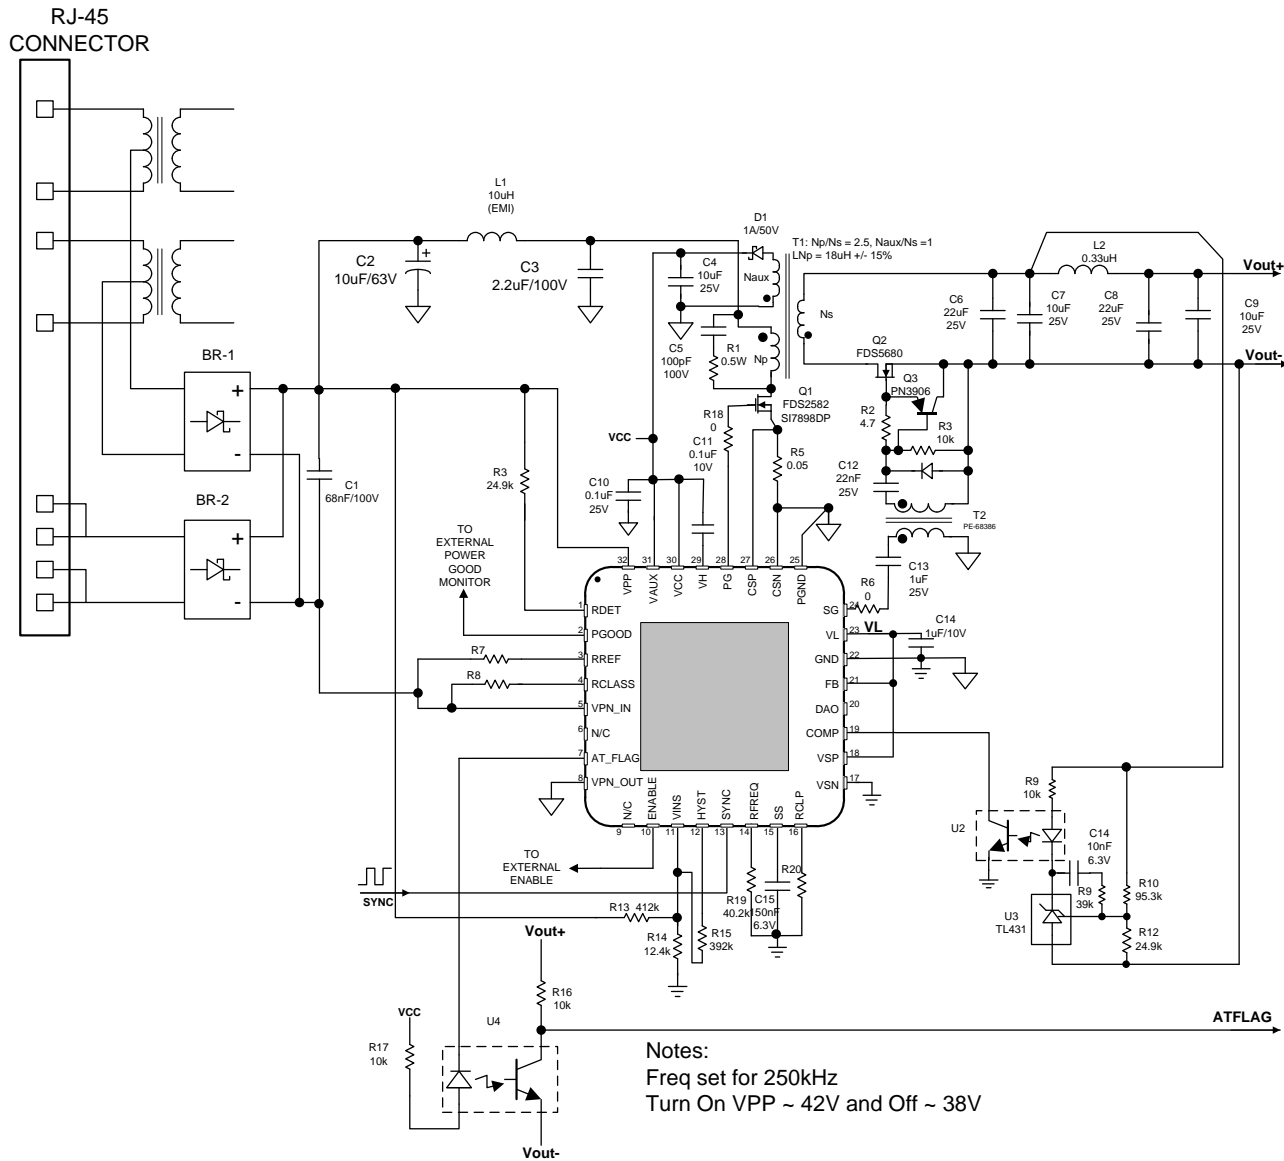 RJ-45
CONNECTOR
L1
10uH
(EMI)
C2
10uF/63V
+
C3
2.2uF/100V
D1
1A/50V
T1: Np/Ns = 2.5, Naux/Ns =1
LNp = 18uH +/- 15%
C4
10uF
25V
Naux
Ns
C5
100pF
100V
R1
0.5W
Np
L2
0.33uH
Vout+
C6
22uF
25V
C7
10uF
25V
C8
22uF
25V
C9
10uF
25V
Vout-
Q2
FDS5680
Q3
PN3906
Q1
FDS2582
SI7898DP
R2
4.7
R3
10k
C12
22nF
25V
T2
PE-68386
BR-1
+
-
BR-2
+
-
C1
68nF/100V
R3
24.9k
VCC
R18
0
C11
0.1uF
10V
R5
0.05
C10
0.1uF
25V
TO
EXTERNAL
POWER
GOOD
MONITOR
C13
1uF
25V
R6
0
VL
C14
1uF/10V
32
31
30
29
28
27
26
25
VPP
VAUX
VCC
VH
PG
CSP
CSN
PGND
1
RDET
2
PGOOD
3
RREF
4
RCLASS
5
VPN_IN
6
N/C
7
AT_FLAG
8
VPN_OUT
SG
24
VL
23
GND
22
FB
21
DAO
20
COMP
19
VSP
18
VSN
17
N/C
ENABLE
VINS
HYST
SYNC
RFREQ
SS
RCLP
9
10
11
12
13
14
15
16
R7
R8
TO
EXTERNAL
ENABLE
SYNC
R13 412k
R14
12.4k
R15
392k
R19
40.2k
C15
150nF
6.3V
R20
R9
10k
U2
C14
10nF
6.3V
R9
39k
R10
95.3k
U3
TL431
R12
24.9k
Vout+
R16
10k
VCC
R17
10k
U4
Vout-
ATFLAG
Notes:
Freq set for 250kHz
Turn On VPP ~ 42V and Off ~ 38V